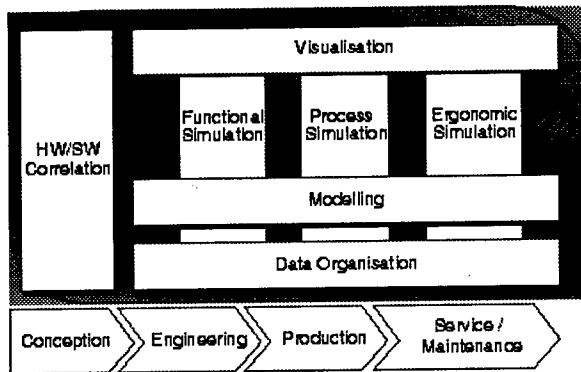 Visualisation
HW/SW
Correlation
Functional
Simulation
Process
Simulation
Ergonomic
Simulation
Modelling
Data Organisation
Conception
Engineering
Production
Service /
Maintenance